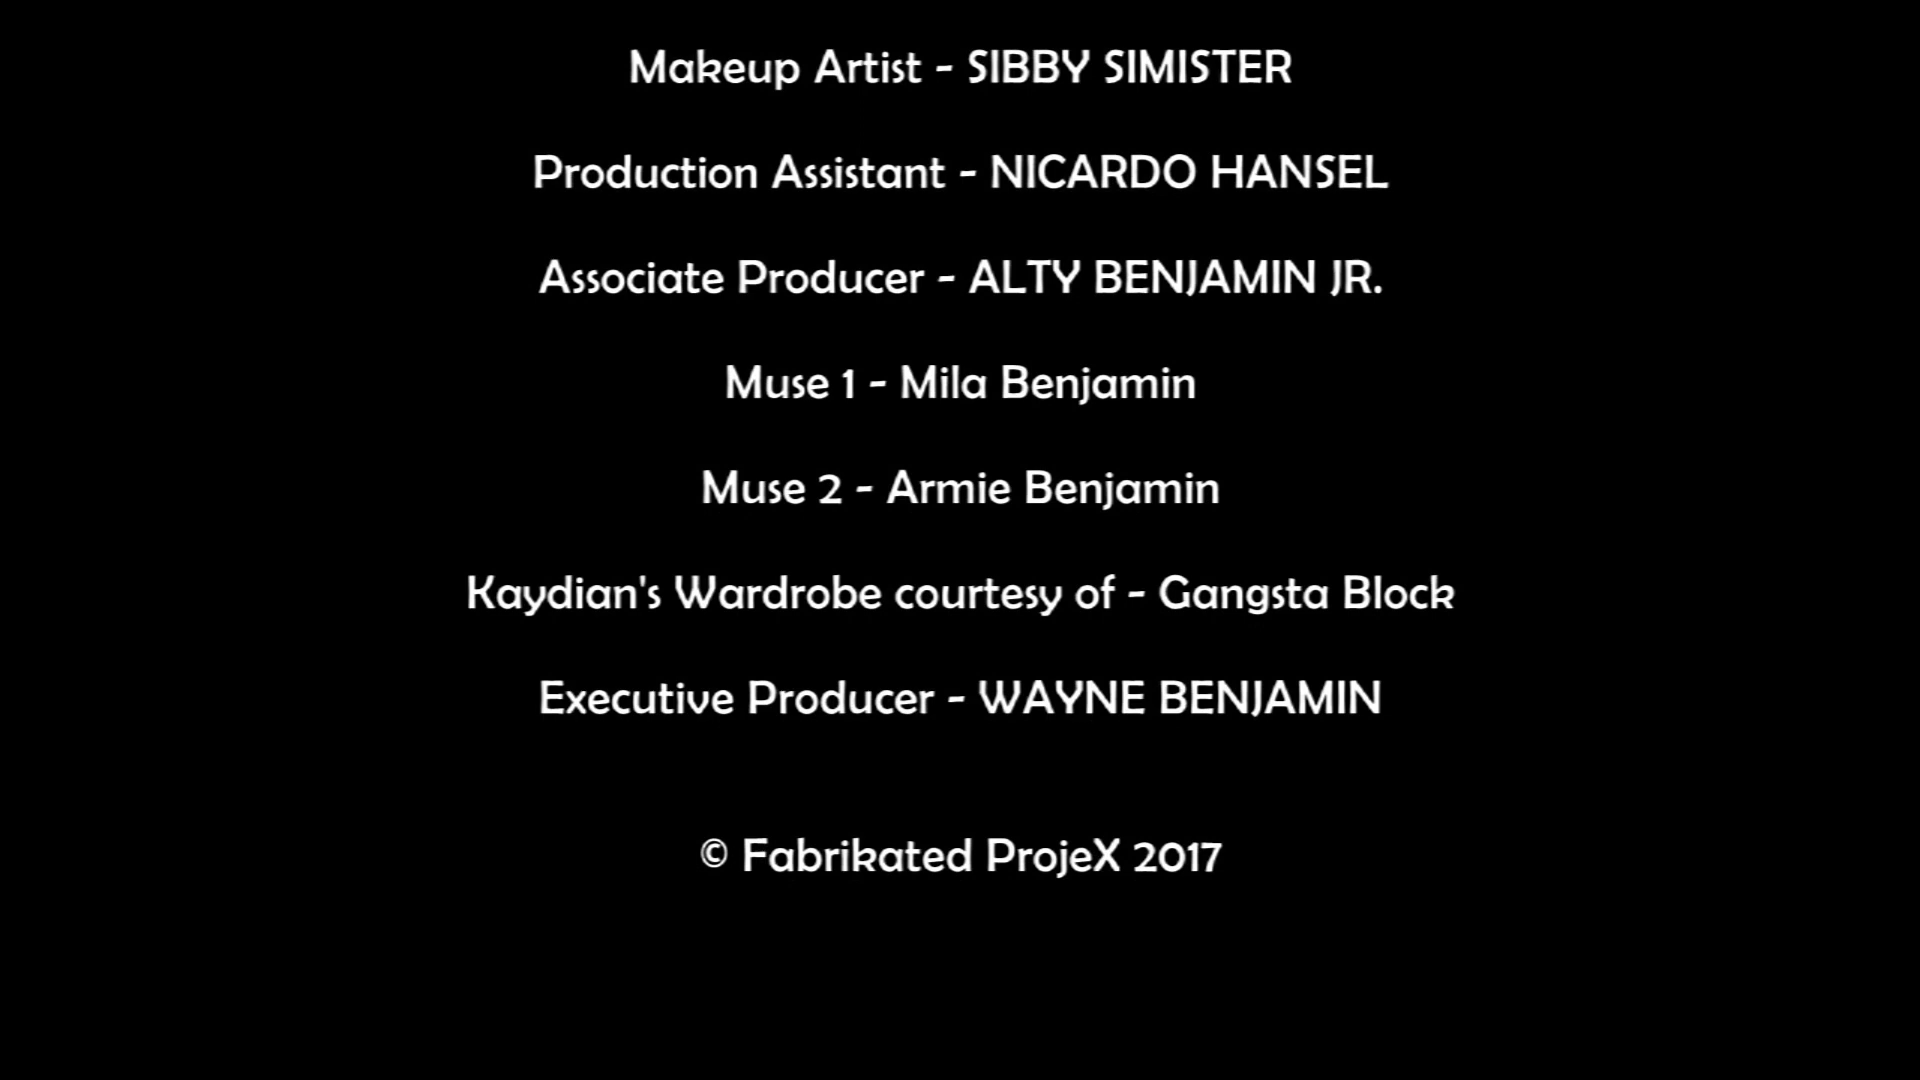 Makeup Artist - SIBBY SIMISTER
Production Assistant - NICARDO HANSEL
Associate Producer - ALTY BENJAMIN JR.
Muse 1 - Mila Benjamin
Muse 2 - Armie Benjamin
Kaydian's Wardrobe courtesy of - Gangsta Block
Executive Producer - WAYNE BENJAMIN
© Fabrikated ProjeX 2017